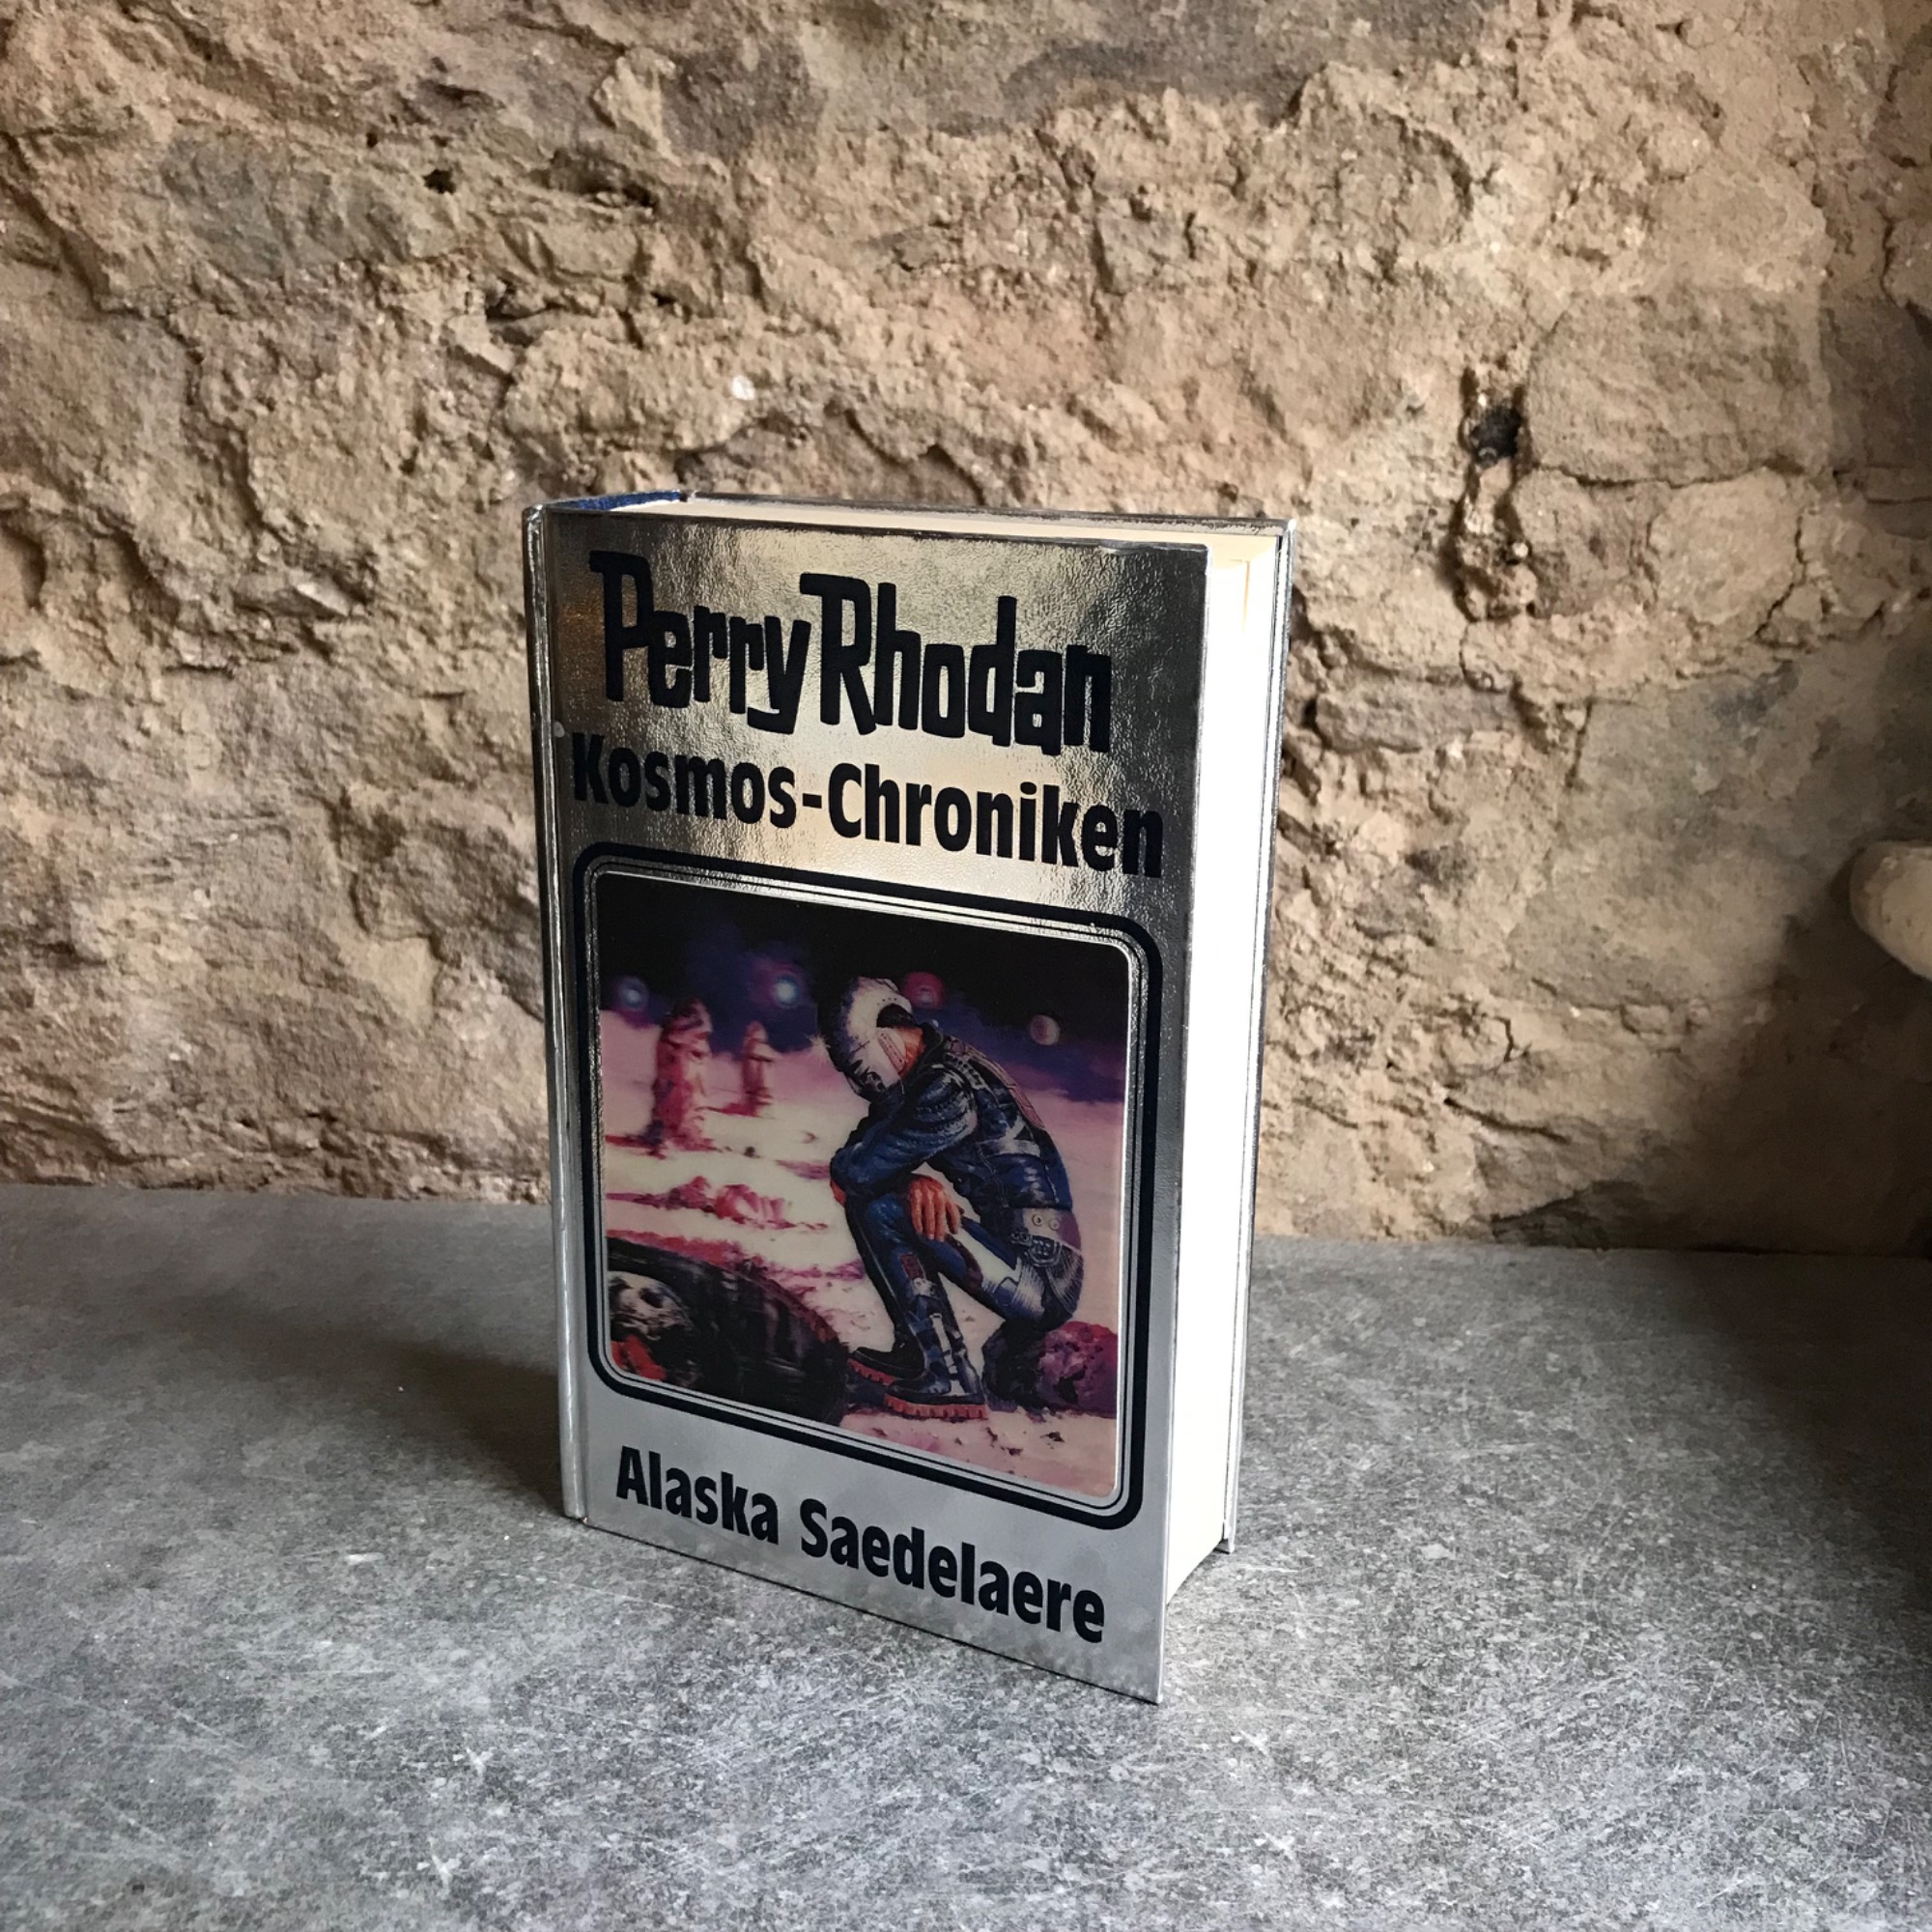 Perry Rhodan
Kosmos-Chroniken
Alaska Saedelaere